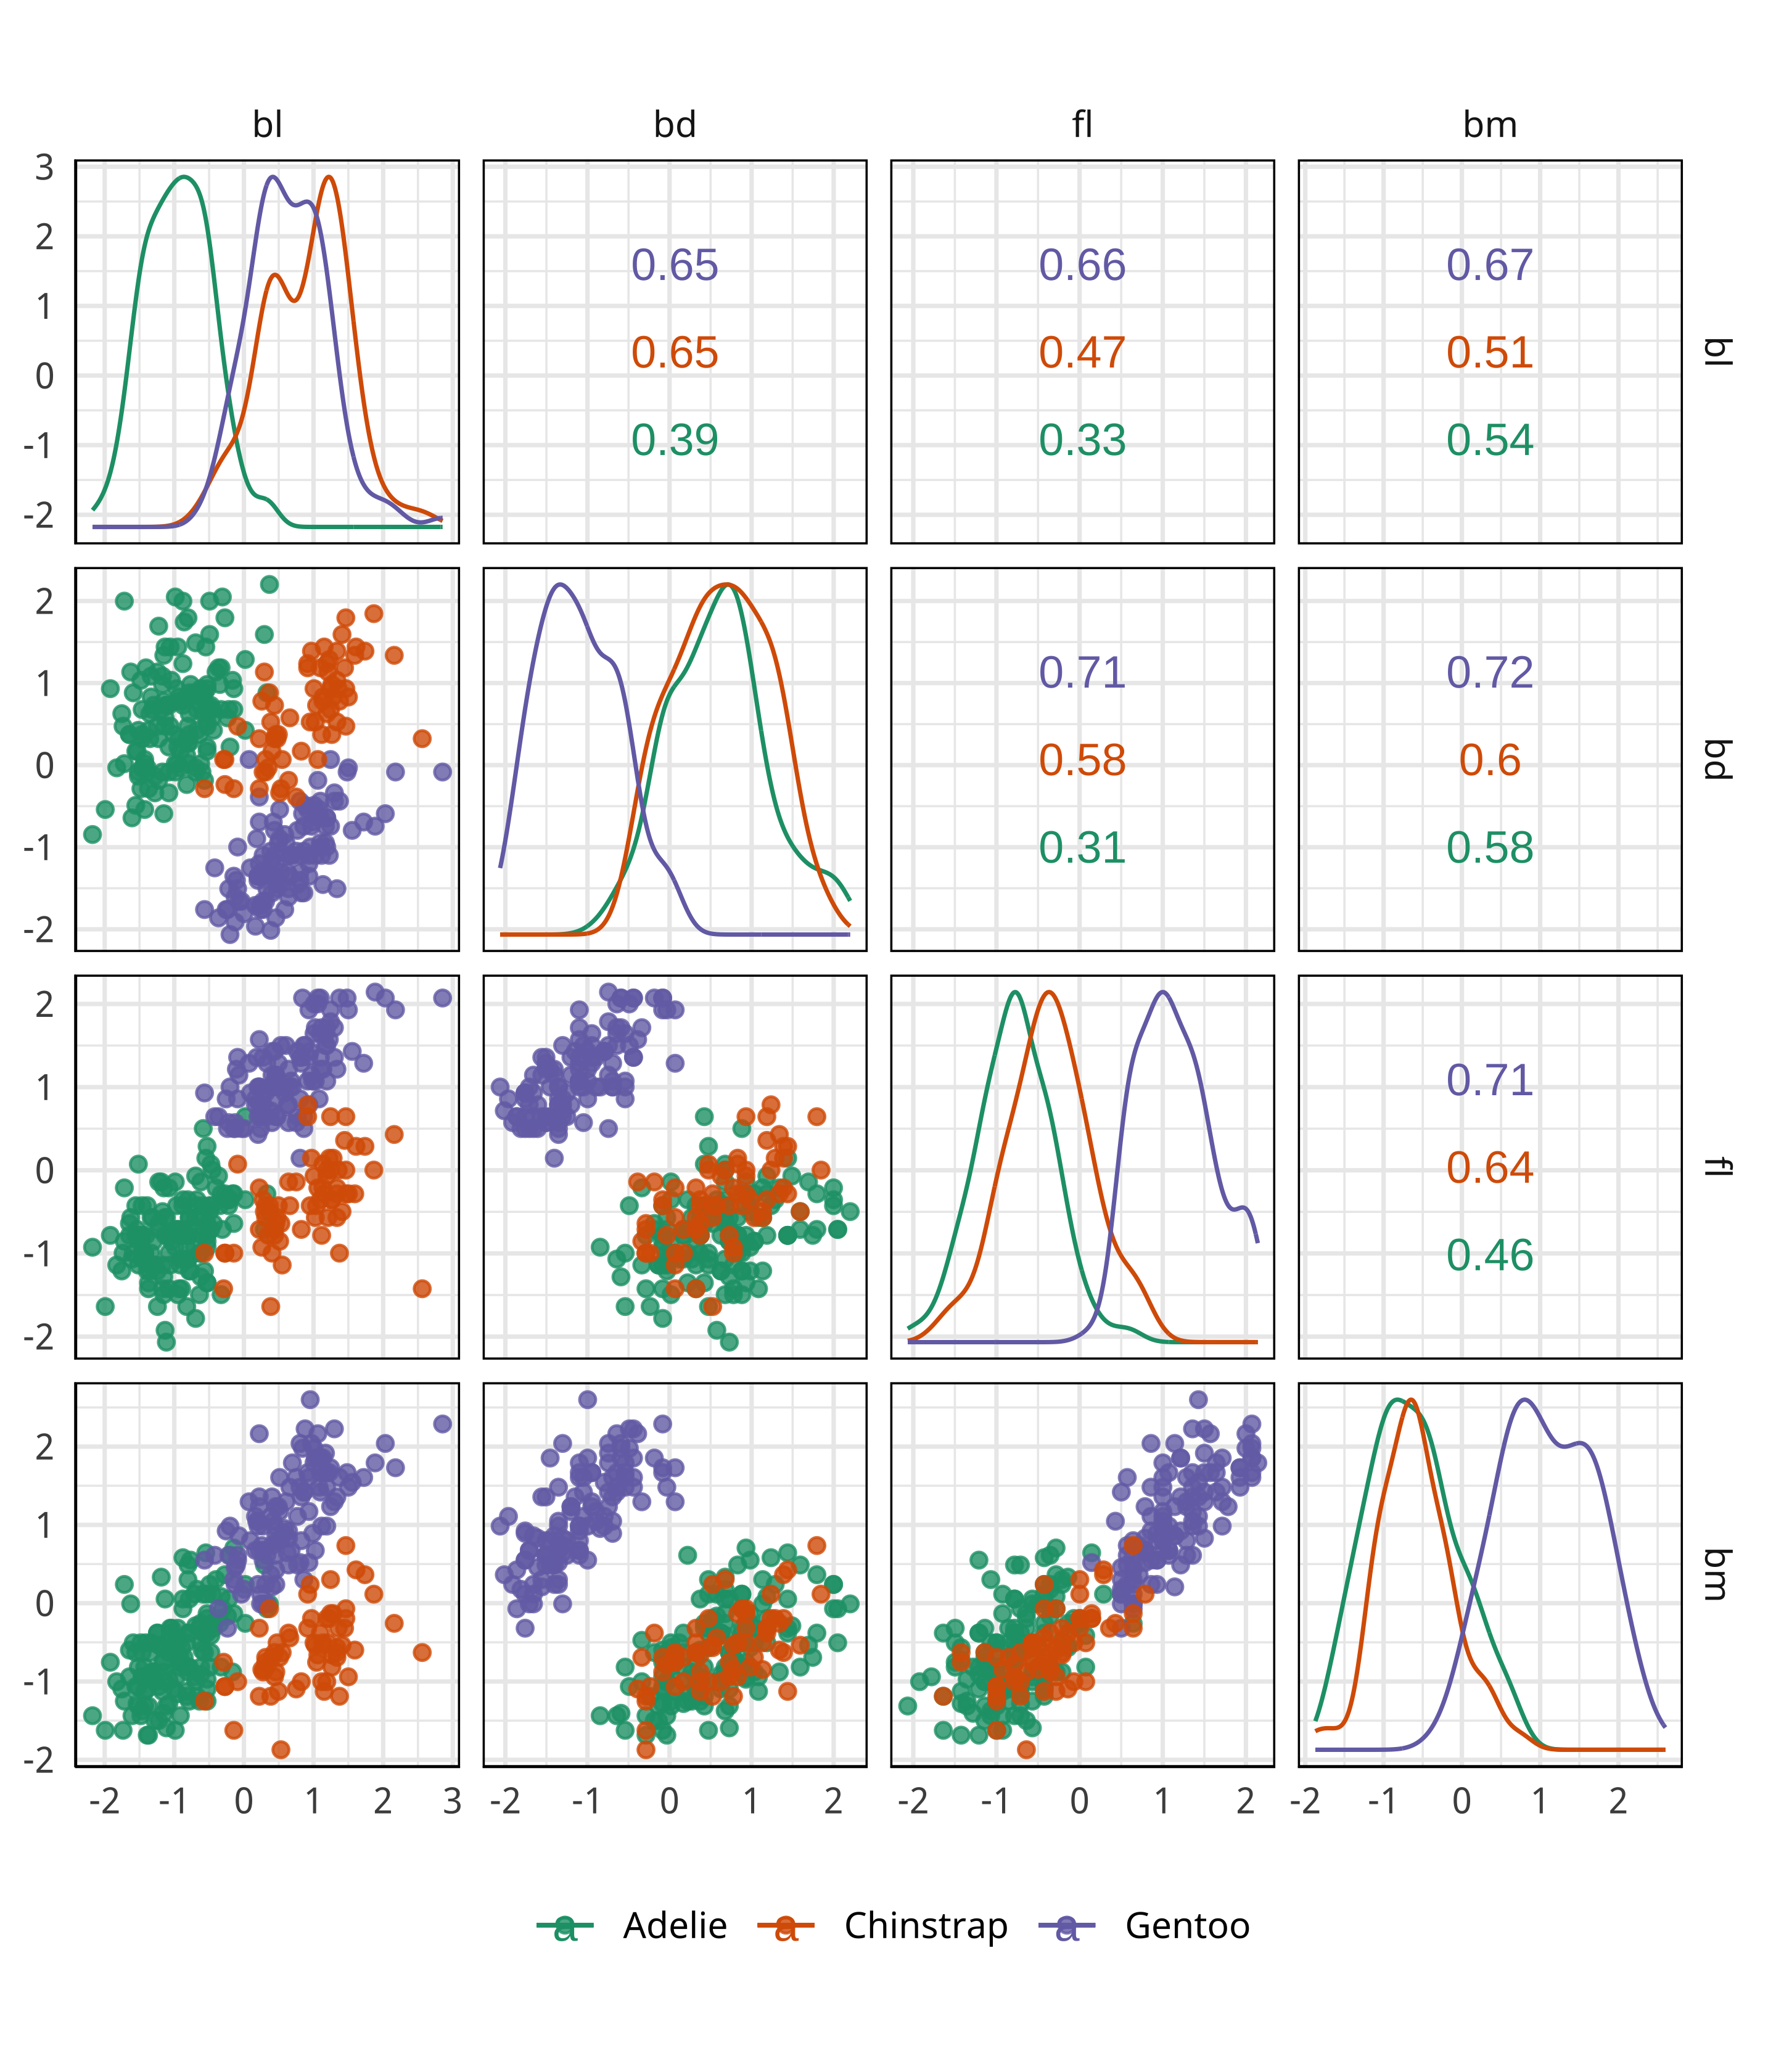 bl bd fl bm
3
2
1
0
-1
-2
0.65 0.66 0.67
0.65 0.47 0.51
0.39 0.33 0.54
bl
2
1
0
-1
-2
0.71 0.72
0.58 0.6
0.31 0.58
bd
2
1
0
-1
-2
0.71
0.64
0.46
fl
2
1
0
-1
-2
bm
-2 -1 0 1 2 3 -2 -1 0 1 2 -2 -1 0 1 2 -2 -1 0 1 2
a Adelie a Chinstrap a Gentoo